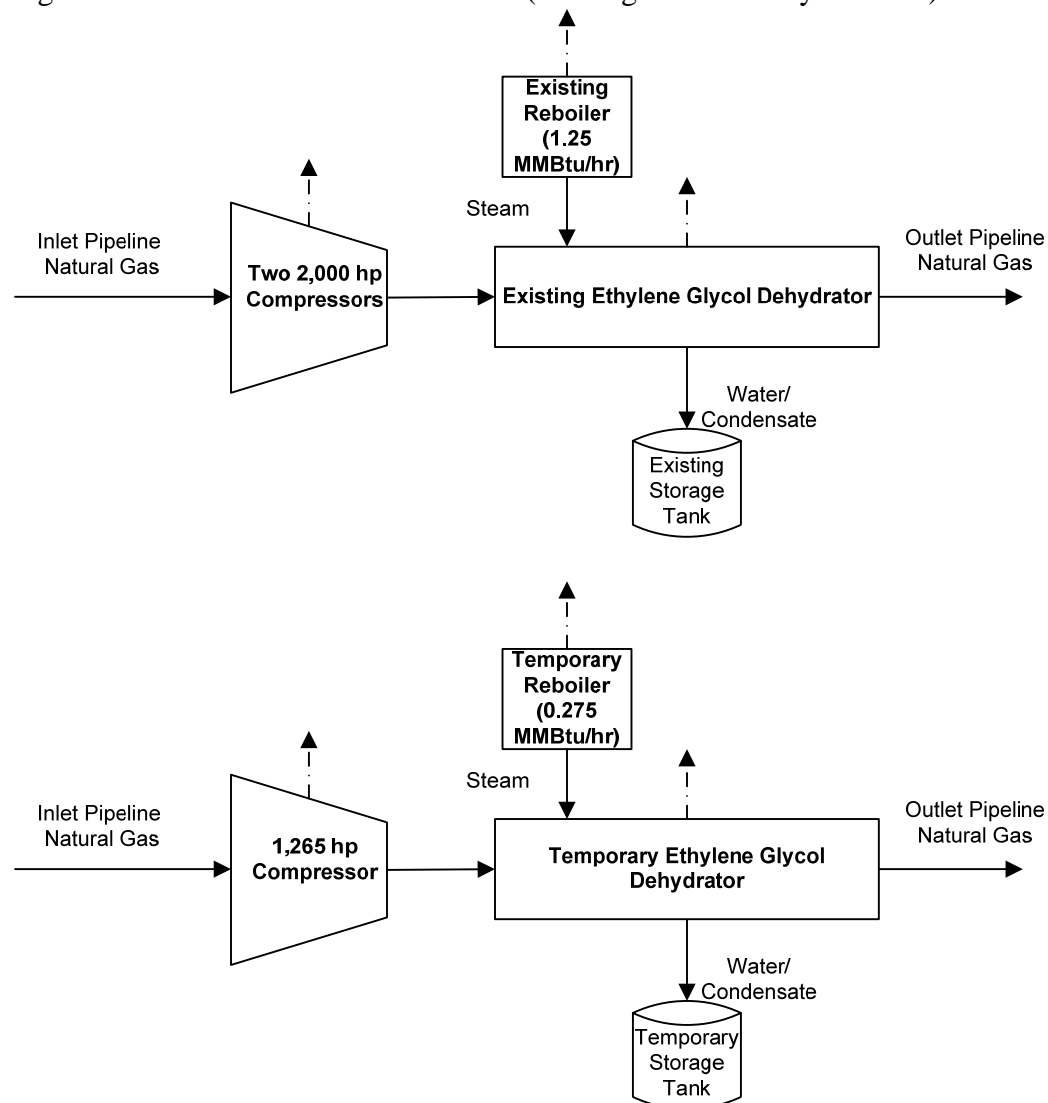 Existing
Reboiler
(1.25
MMBtu/hr)
Steam
Inlet Pipeline
Natural Gas
Two 2,000 hp
Compressors
Existing Ethylene Glycol Dehydrator
Outlet Pipeline
Natural Gas
Water/
Condensate
Existing
Storage
Tank
Temporary
Reboiler
(0.275
MMBtu/hr)
Steam
Inlet Pipeline
Natural Gas
1,265 hp
Compressor
Temporary Ethylene Glycol
Dehydrator
Outlet Pipeline
Natural Gas
Water/
Condensate
Temporary
Storage
Tank